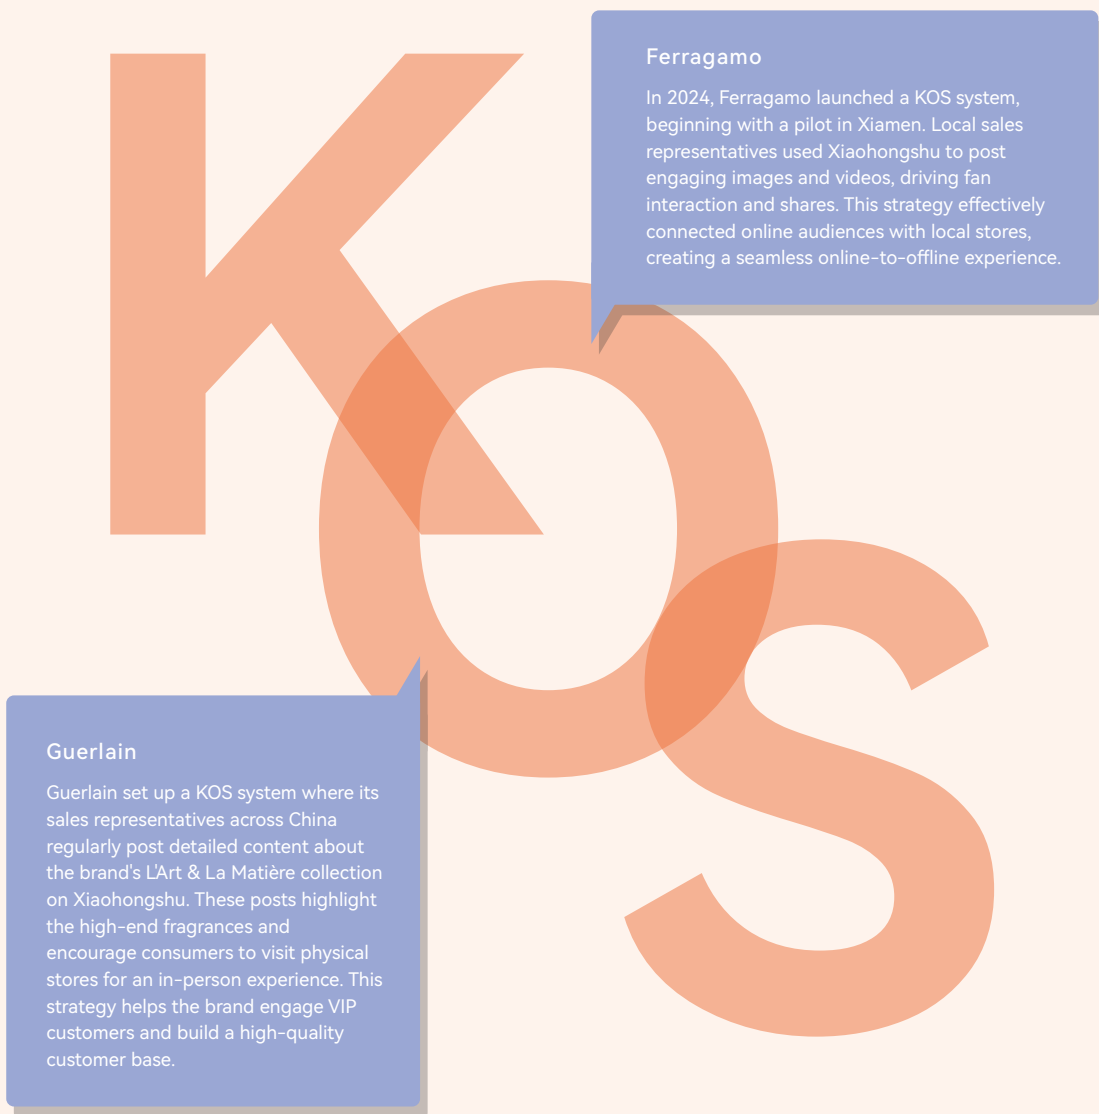 KOS
Ferragamo
In 2024, Ferragamo launched a KOS system,
beginning with a pilot in Xiamen. Local sales
representatives used Xiaohongshu to post
engaging images and videos, driving fan
interaction and shares. This strategy effectively
connected online audiences with local stores,
creating a seamless online-to-offline experience.
Guerlain
Guerlain set up a KOS system where its
sales representatives across China
regularly post detailed content about
the brand's L'Art & La Matière collection
on Xiaohongshu. These posts highlight
the high-end fragrances and
encourage consumers to visit physical
stores for an in-person experience. This
strategy helps the brand engage VIP
customers and build a high-quality
customer base.